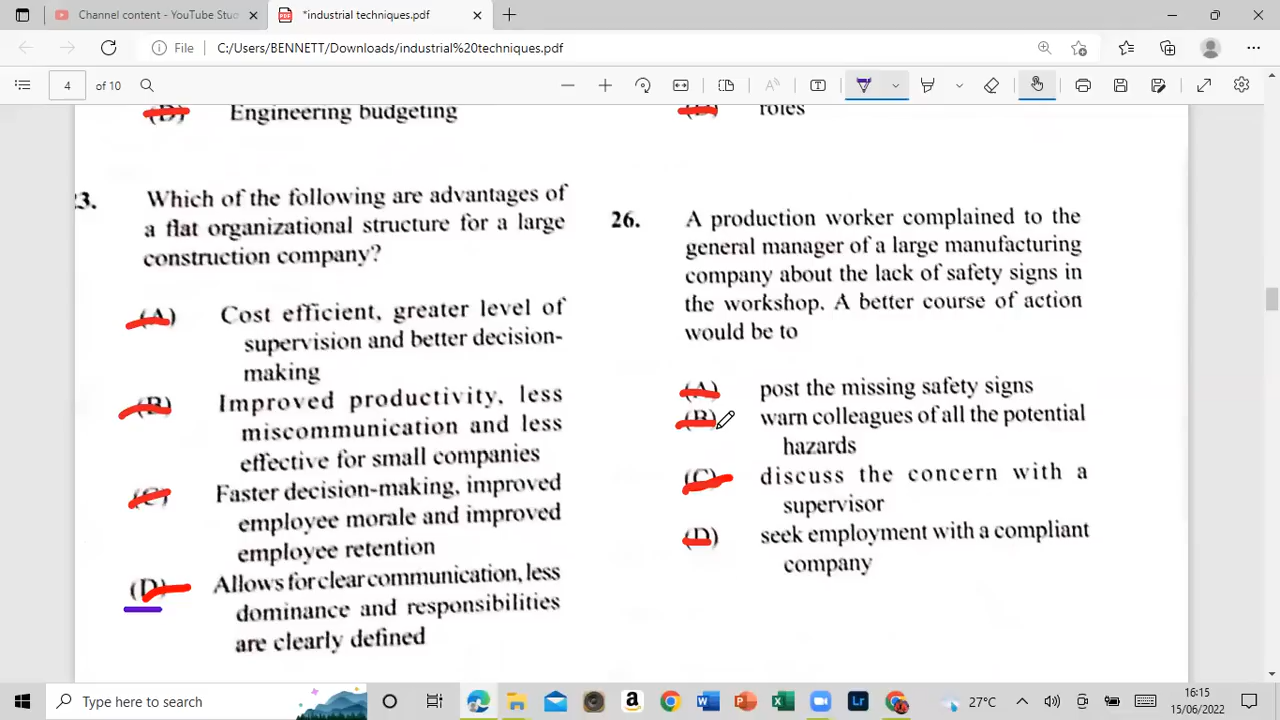 Channel content - YouTube Stu
*industrial techniques.pdf
File
C:/Users/BENNETT/Downloads/industrial%20techniques.pdf
4 of 10
(D) Engineering budgeting
23. Which of the following are advantages of
a flat organizational structure for a large
construction company?
(A) Cost efficient, greater level of
supervision and better decision-
making
(B) Improved productivity, less
miscommunication and less
effective for small companies
(C) Faster decision-making, improved
employee morale and improved
employee retention
(D) Allows for clear communication, less
dominance and responsibilities
are clearly defined
(D) roles
26. A production worker complained to the
general manager of a large manufacturing
company about the lack of safety signs in
the workshop. A better course of action
would be to
(A) post the missing safety signs
(B) warn colleagues of all the potential
hazards
(C) discuss the concern with a
supervisor
(D) seek employment with a compliant
company
Type here to search
27°C
16:15
15/06/2022